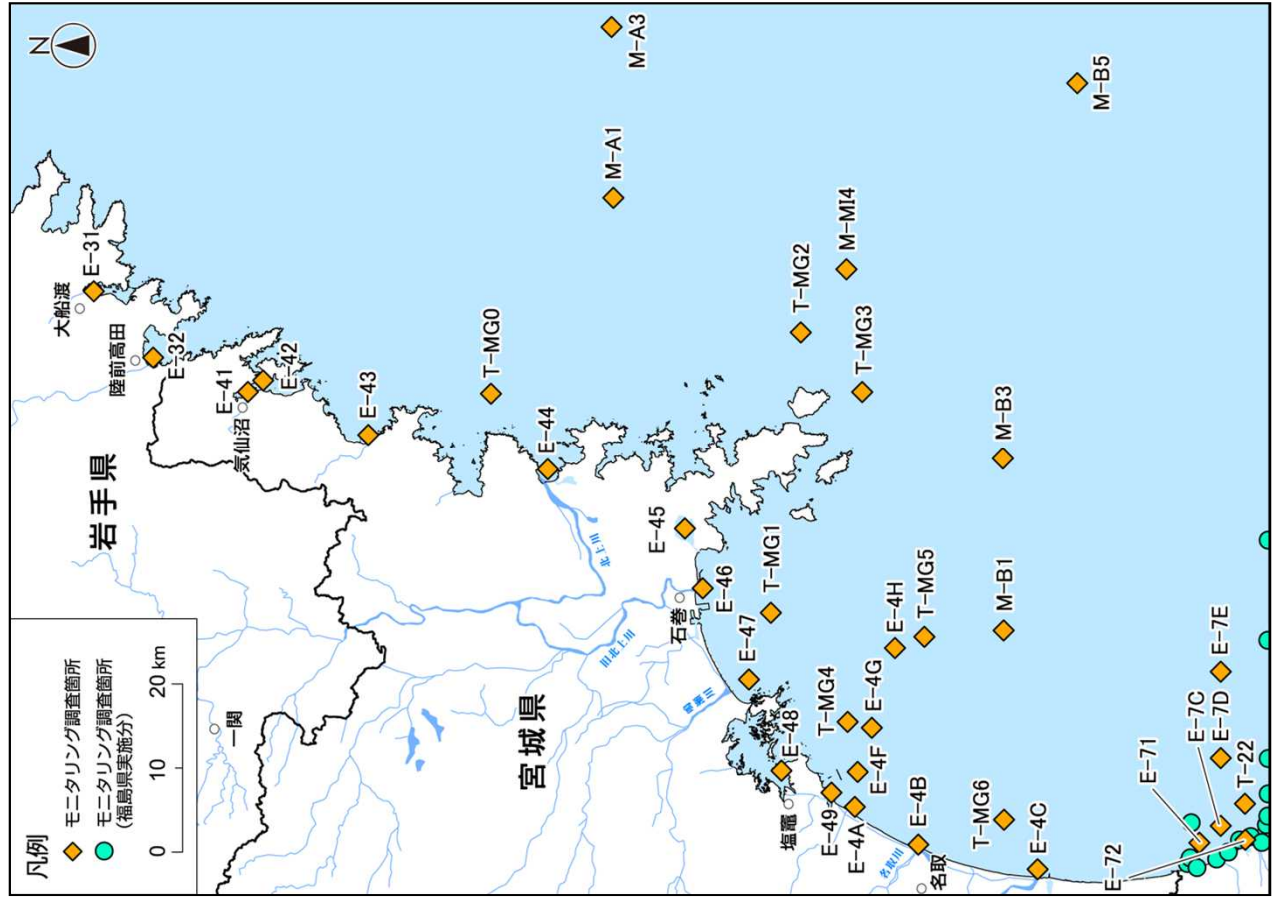 N
凡例
モニタリング調査箇所
モニタリング調査箇所
(福島県実施分)
0 10 20 km
岩手県
宮城県
一関
大船渡
陸前高田
気仙沼
石巻
塩竈
名取
北上川
旧北上川
鳴瀬川
名取川
E-31
E-32
E-41
E-42
E-43
T-MG0
E-44
M-A1
M-A3
E-45
E-46
E-47
T-MG1
T-MG2
M-MI4
T-MG3
E-48
T-MG4
E-49
E-4A
E-4F
E-4G
E-4H
T-MG5
E-4B
M-B1
M-B3
M-B5
T-MG6
E-4C
E-71
E-7C
E-7D
E-7E
E-72
T-22